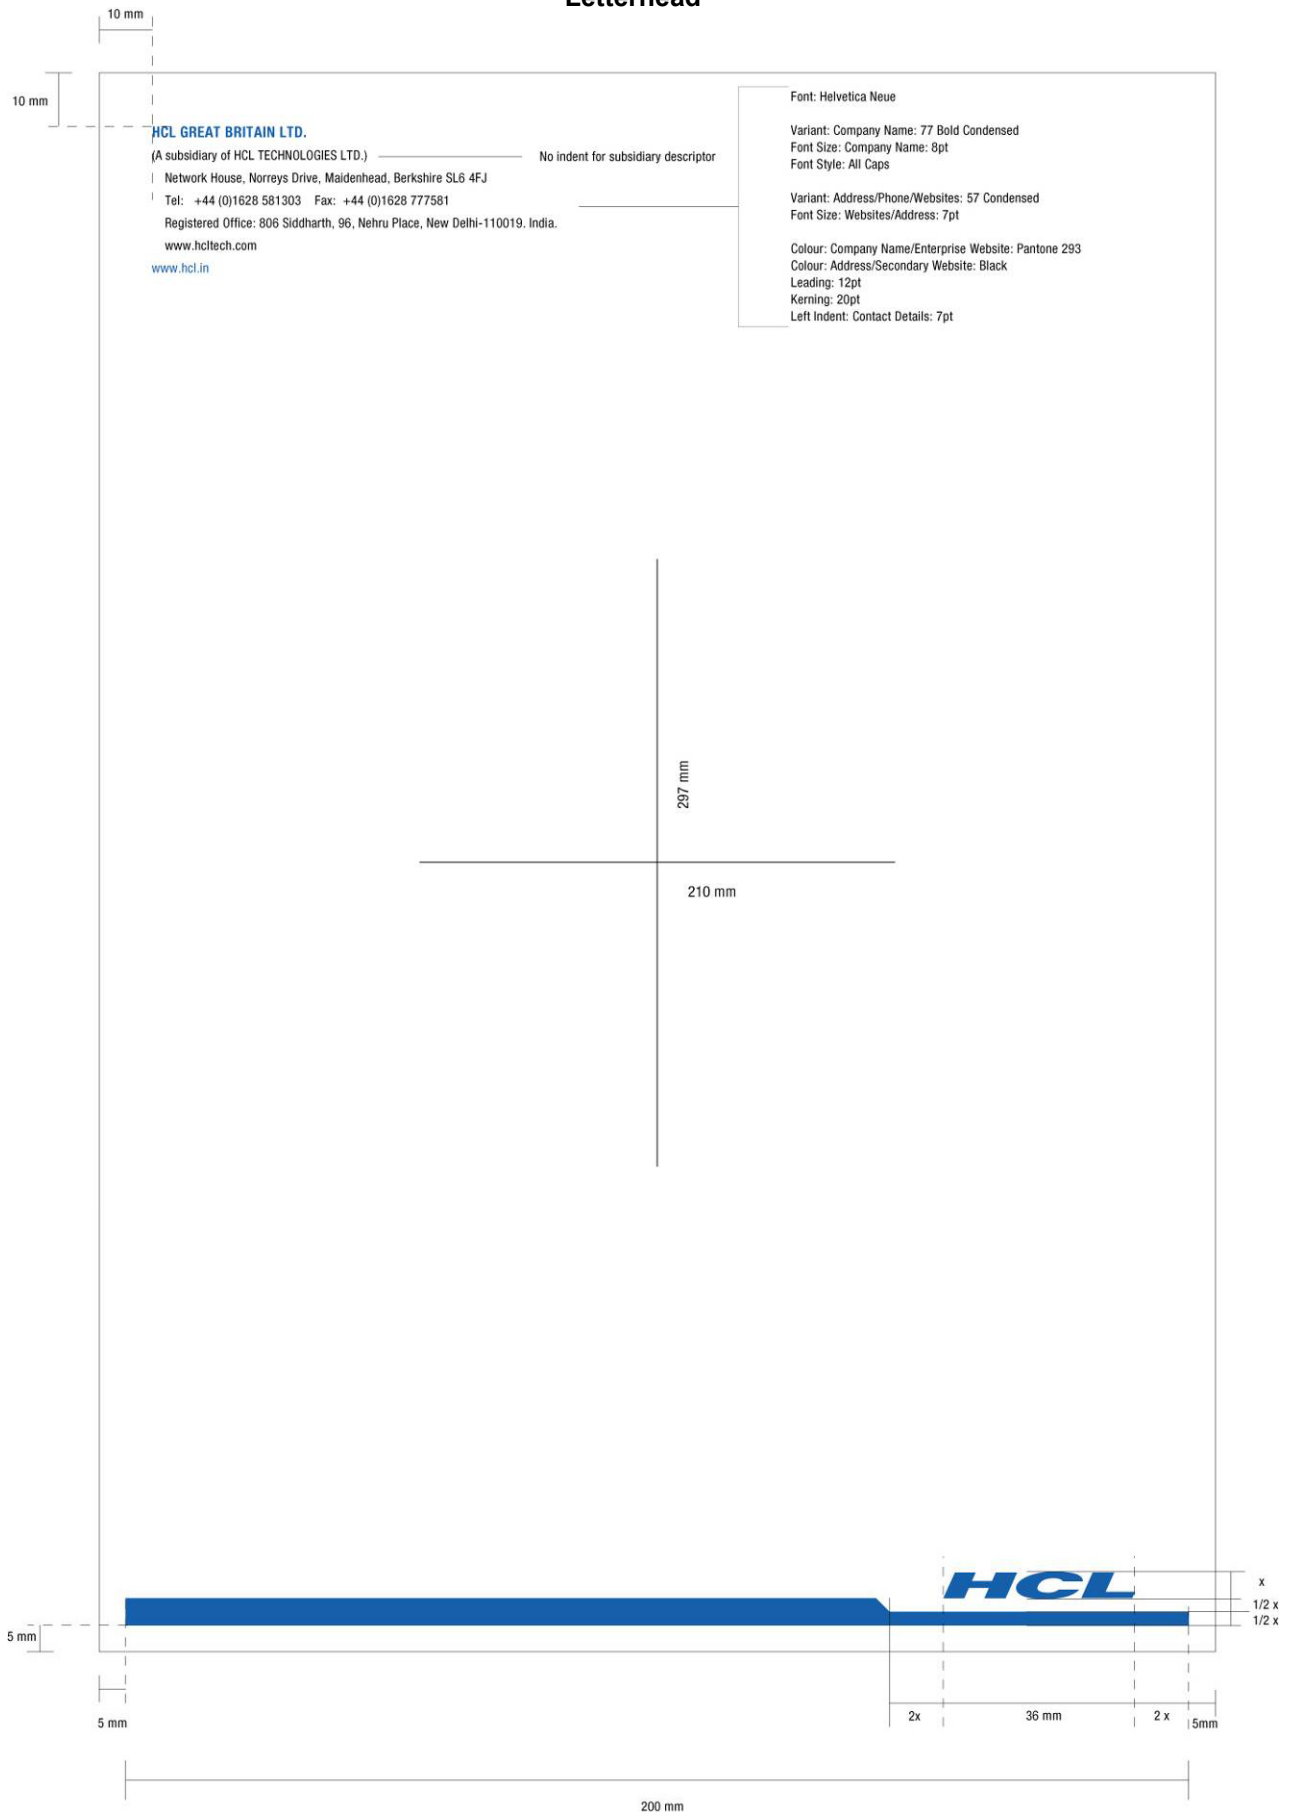 Letterhead
10 mm
10 mm
HCL GREAT BRITAIN LTD.
(A subsidiary of HCL TECHNOLOGIES LTD.)
No indent for subsidiary descriptor
Network House, Norreys Drive, Maidenhead, Berkshire SL6 4FJ
Tel: +44 (0)1628 581303 Fax: +44 (0)1628 777581
Registered Office: 806 Siddharth, 96, Nehru Place, New Delhi-110019. India.
www.hcltech.com
www.hcl.in
Font: Helvetica Neue
Variant: Company Name: 77 Bold Condensed
Font Size: Company Name: 8pt
Font Style: All Caps
Variant: Address/Phone/Websites: 57 Condensed
Font Size: Websites/Address: 7pt
Colour: Company Name/Enterprise Website: Pantone 293
Colour: Address/Secondary Website: Black
Leading: 12pt
Kerning: 20pt
Left Indent: Contact Details: 7pt
297 mm
210 mm
HCL
x
1/2 x
1/2 x
5 mm
5 mm
2x
36 mm
2 x
5mm
200 mm